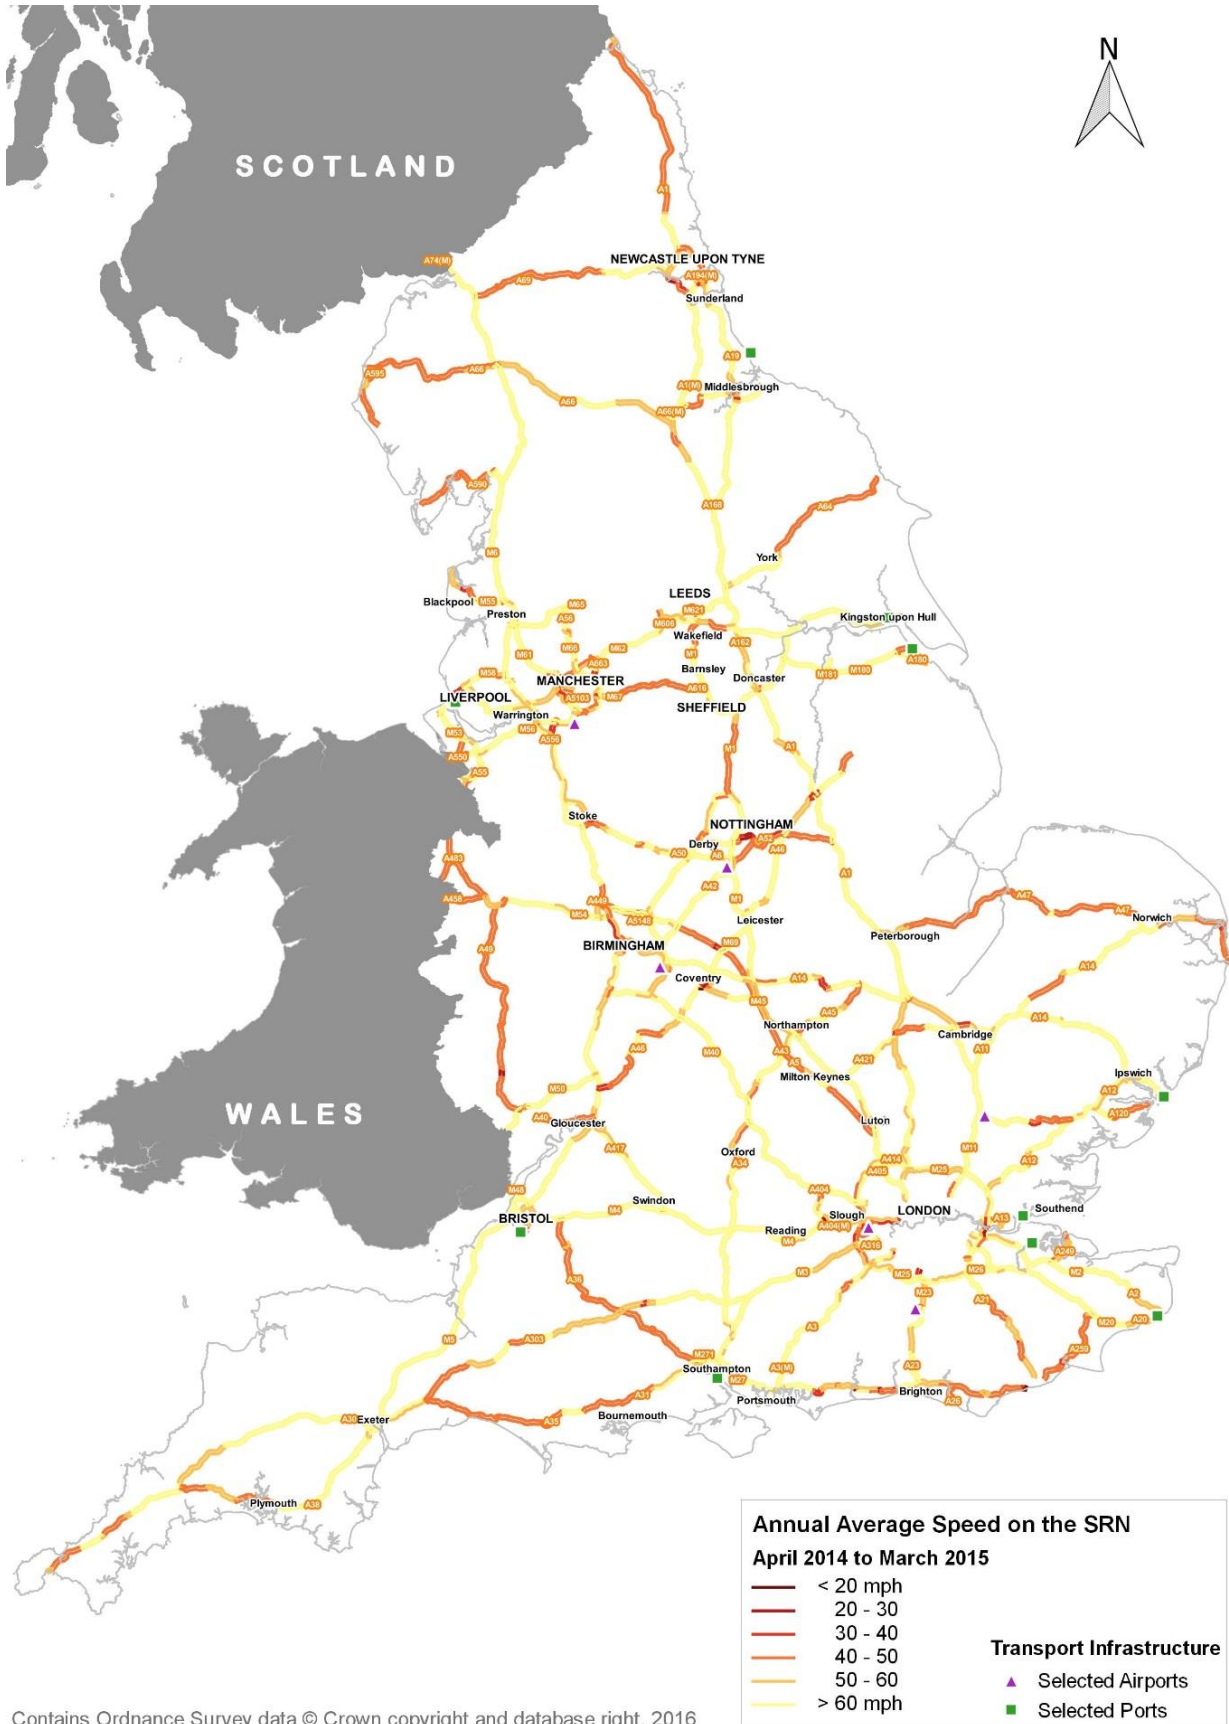 N
SCOTLAND
A1
A74(M)
NEWCASTLE UPON TYNE
A69
A194(M)
Sunderland
A19
A595
A66
A1(M)
Middlesbrough
A66
A66(M)
A590
A168
A64
M6
York
Blackpool
M55
Preston
M65
A56
LEEDS
M621
M606
Kingston upon Hull
Wakefield
A162
M61
M66
M62
A663
M1
Barnsley
A180
M58
MANCHESTER
Doncaster
M181
M180
LIVERPOOL
A5103
M67
A616
SHEFFIELD
Warrington
M53
M56
A556
M1
A1
A550
A55
Stoke
NOTTINGHAM
A52
Derby
A46
A483
A50
A6
A1
A42
A458
M54
A449
A5148
M1
Leicester
A47
A47
Norwich
Peterborough
A49
BIRMINGHAM
M69
A14
Coventry
A14
M45
A45
A14
Northampton
Cambridge
A46
M40
A43
A5
A421
A11
Milton Keynes
Ipswich
M50
A12
A120
WALES
A40
Gloucester
Luton
A417
Oxford
A34
M11
A12
A414
A405
M25
M48
Swindon
A404
BRISTOL
M4
Slough
LONDON
Southend
A13
Reading
A404(M)
M4
A316
A249
M3
M25
M26
M2
A36
M23
A21
A2
A303
A3
M20
A20
M5
M271
A259
Southampton
A3(M)
A23
M27
Brighton
A26
Portsmouth
A31
A30
Exeter
A35
Bournemouth
Plymouth
A38
Annual Average Speed on the SRN
April 2014 to March 2015
< 20 mph
20 - 30
30 - 40
40 - 50
50 - 60
> 60 mph
Transport Infrastructure
Selected Airports
Selected Ports
Contains Ordnance Survey data © Crown copyright and database right 2016